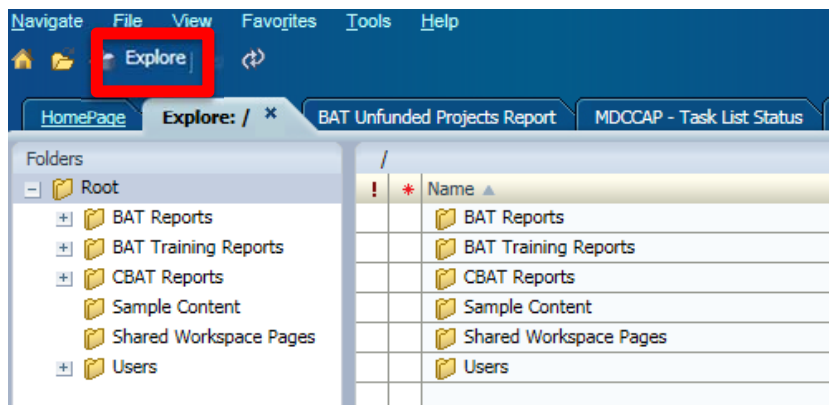 Navigate File View Favorites Tools Help
Explore
HomePage Explore: / × BAT Unfunded Projects Report MDCCAP - Task List Status
Folders /
Root ! * Name
BAT Reports BAT Reports
BAT Training Reports BAT Training Reports
CBAT Reports CBAT Reports
Sample Content Sample Content
Shared Workspace Pages Shared Workspace Pages
Users Users